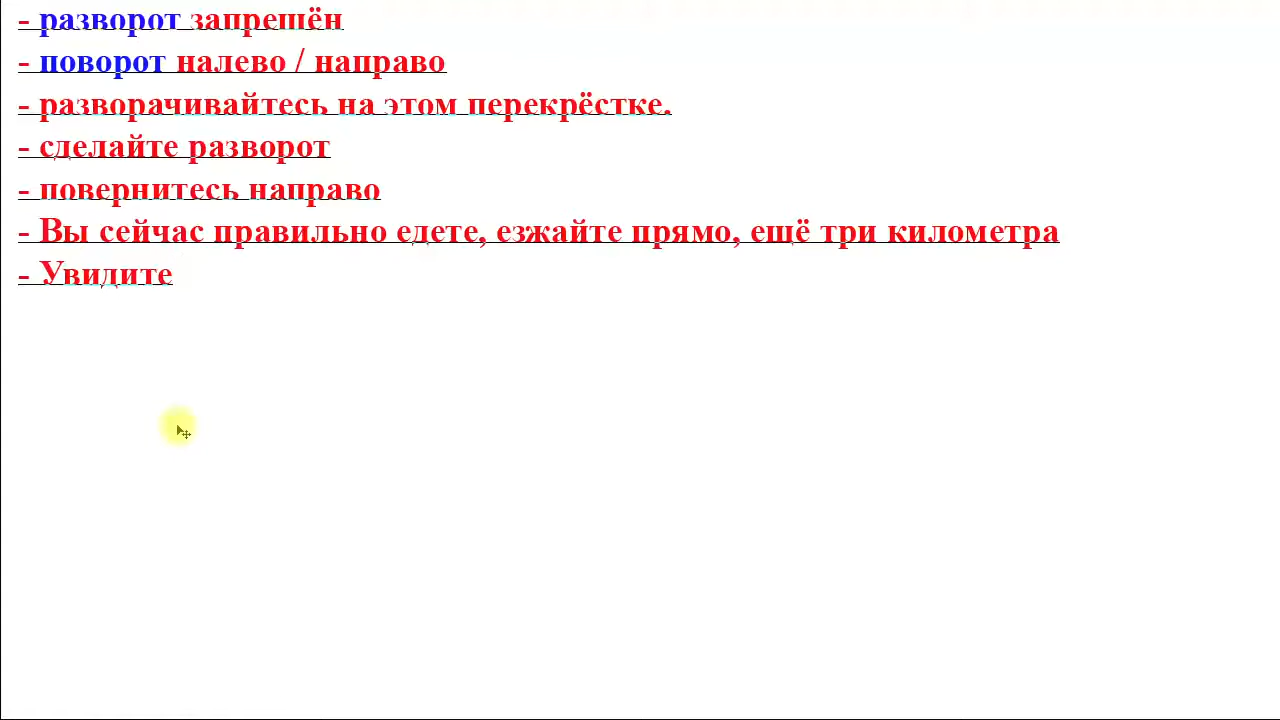 - разворот запрещён
- поворот налево / направо
- разворачивайтесь на этом перекрёстке.
- сделайте разворот
- повернитесь направо
- Вы сейчас правильно едете, езжайте прямо, ещё три километра
- Увидите